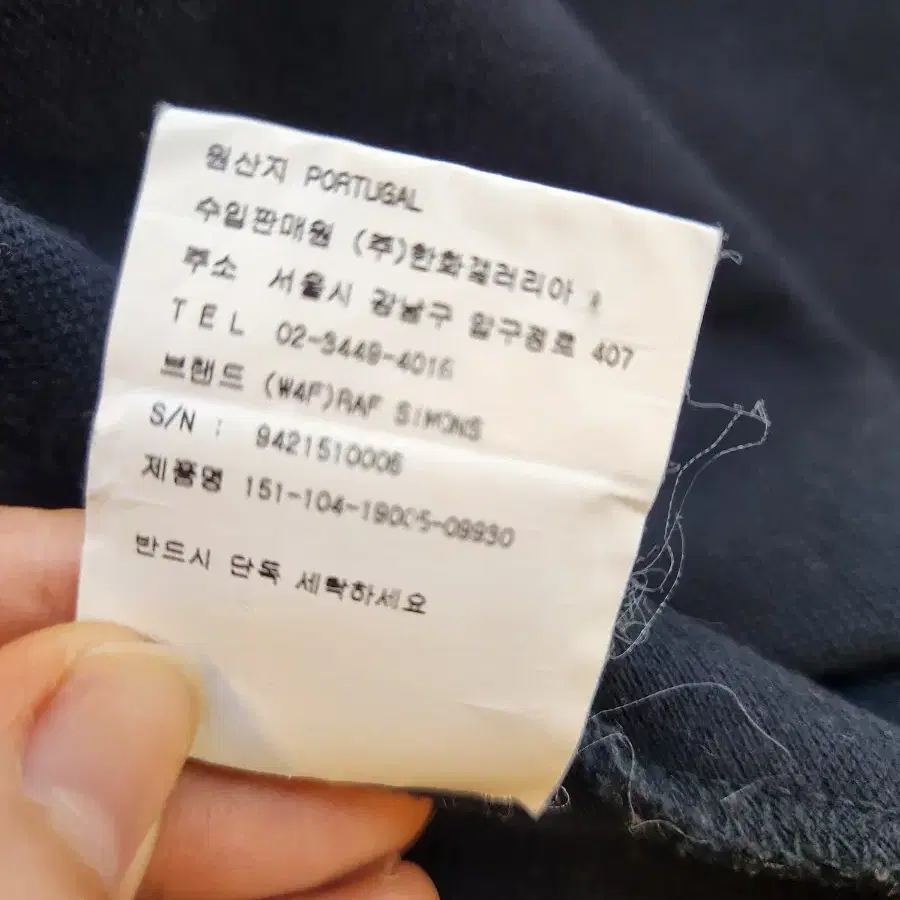 원산지 PORTUGAL
수입판매원 (주)한화갤러리아
주소 서울시 강남구 압구정로 407
TEL 02-3449-4016
브랜드 (W4F)RAF SIMONS
S/N : 9421510006
제품명 151-104-19005-09930
반드시 단독 세탁하세요